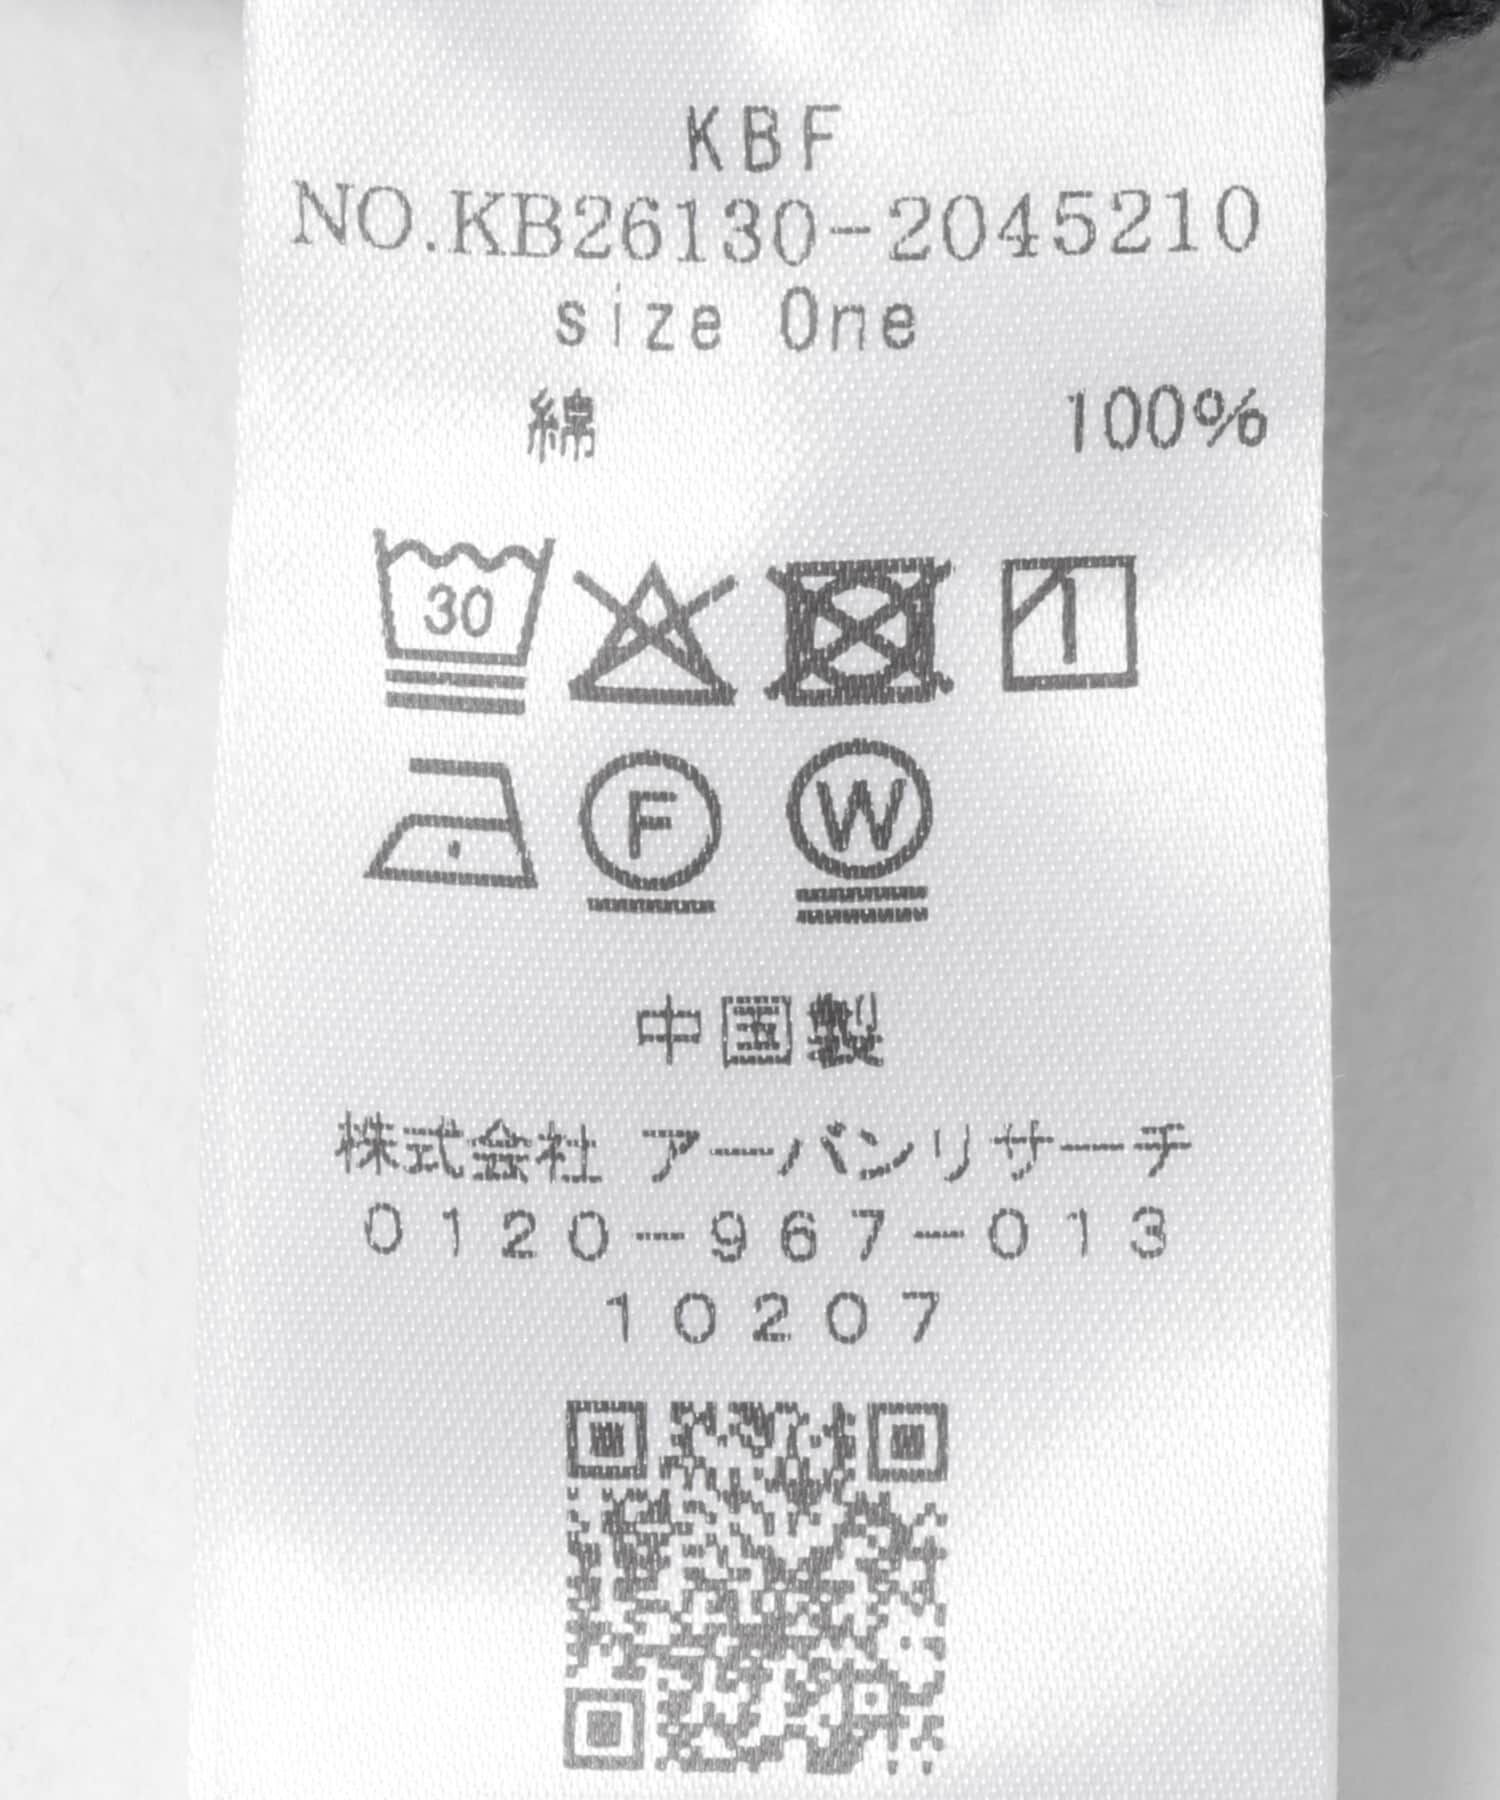 KBF
NO.KB26130-2045210
size One
綿 100%
30
F W
中国製
株式会社 アーバンリサーチ
0120-967-013
10207